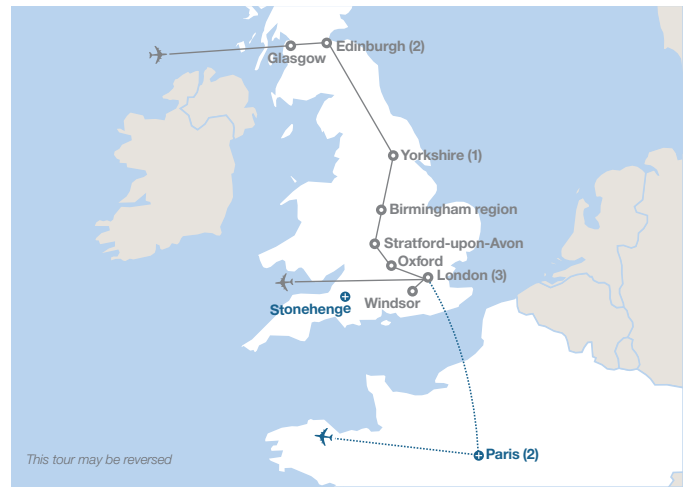 Edinburgh (2)
Glasgow
Yorkshire (1)
Birmingham region
Stratford-upon-Avon
Oxford
London (3)
Windsor
Stonehenge
Paris (2)
This tour may be reversed